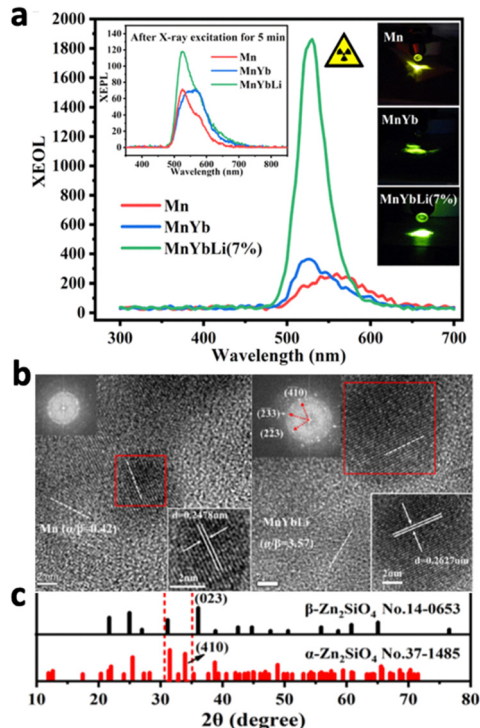 a
2000
1800
1600
1400
1200
1000
800
600
400
200
0
XEOL
After X-ray excitation for 5 min
120
100
80
60
40
20
0
XEPL
Mn
MnYb
MnYbLi
400 500 600 700 800
Wavelength (nm)
Mn
MnYb
MnYbLi(7%)
Mn
MnYb
MnYbLi(7%)
300 400 500 600 700
Wavelength (nm)
b
Mn (α/β=0.42)
d=0.2478nm
2nm
(410)
(233)
(223)
MnYbLi
(α/β=3.57)
d=0.2627nm
2nm
c
(023)
β-Zn₂SiO₄ No.14-0653
(410)
α-Zn₂SiO₄ No.37-1485
10 20 30 40 50 60 70 80
2θ (degree)